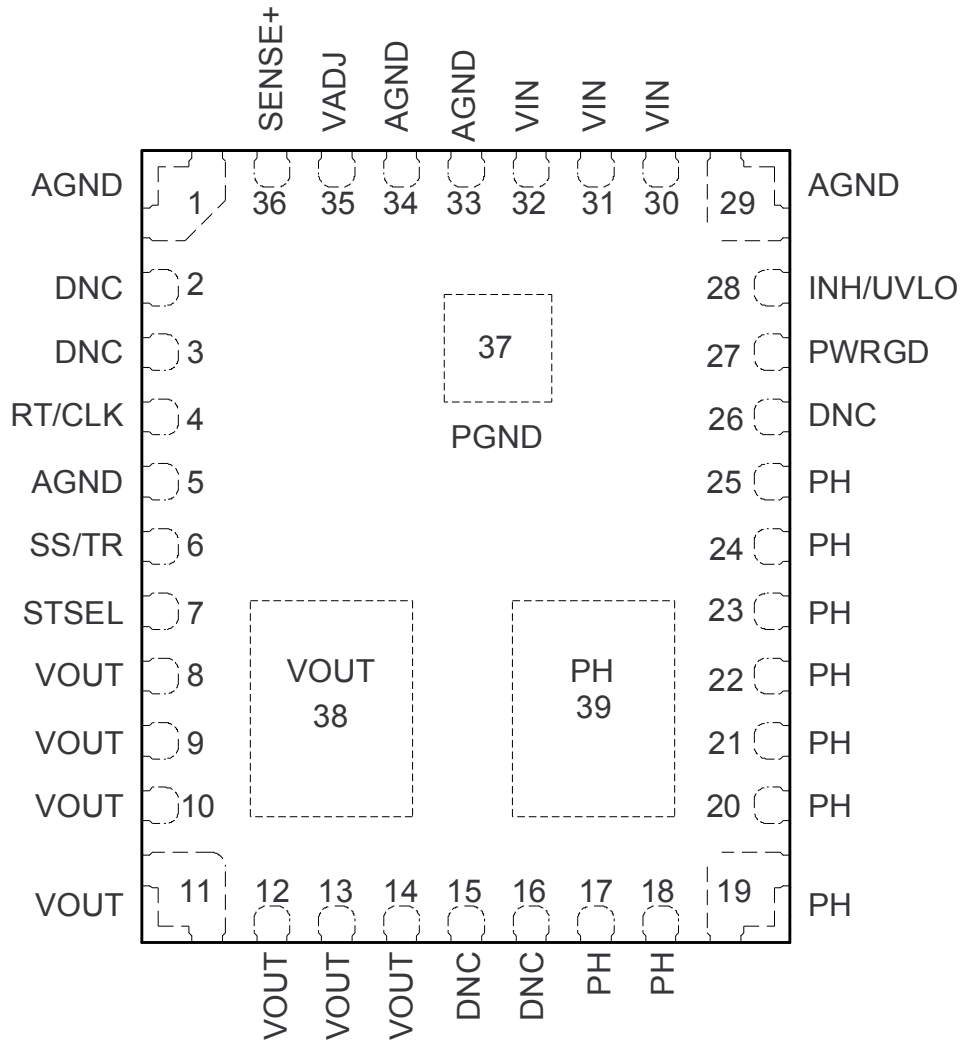 SENSE+
VADJ
AGND
AGND
VIN
VIN
VIN
AGND
1
36
35
34
33
32
31
30
29
AGND
DNC
2
28
INH/UVLO
DNC
3
37
27
PWRGD
RT/CLK
4
PGND
26
DNC
AGND
5
25
PH
SS/TR
6
24
PH
STSEL
7
23
PH
VOUT
8
VOUT
38
PH
39
22
PH
VOUT
9
21
PH
VOUT
10
20
PH
VOUT
11
12
13
14
15
16
17
18
19
PH
VOUT
VOUT
VOUT
DNC
DNC
PH
PH